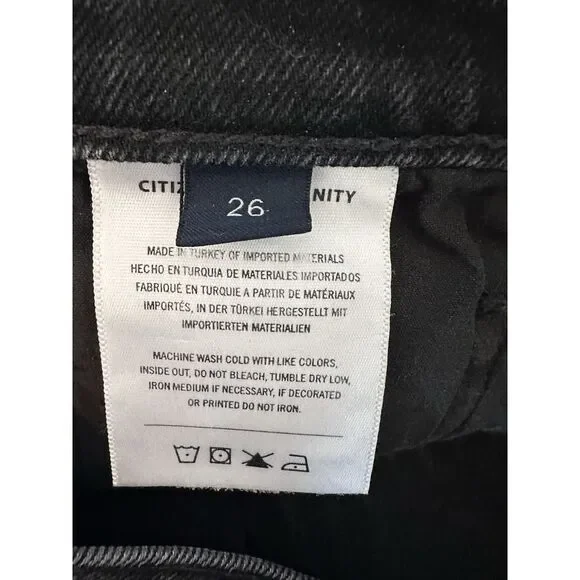 CITIZ NITY
26
MADE IN TURKEY OF IMPORTED MATERIALS
HECHO EN TURQUIA DE MATERIALES IMPORTADOS
FABRIQUÉ EN TURQUIE A PARTIR DE MATÉRIAUX
IMPORTÉS, IN DER TÜRKEI HERGESTELLT MIT
IMPORTIERTEN MATERIALIEN
MACHINE WASH COLD WITH LIKE COLORS,
INSIDE OUT, DO NOT BLEACH, TUMBLE DRY LOW,
IRON MEDIUM IF NECESSARY, IF DECORATED
OR PRINTED DO NOT IRON.